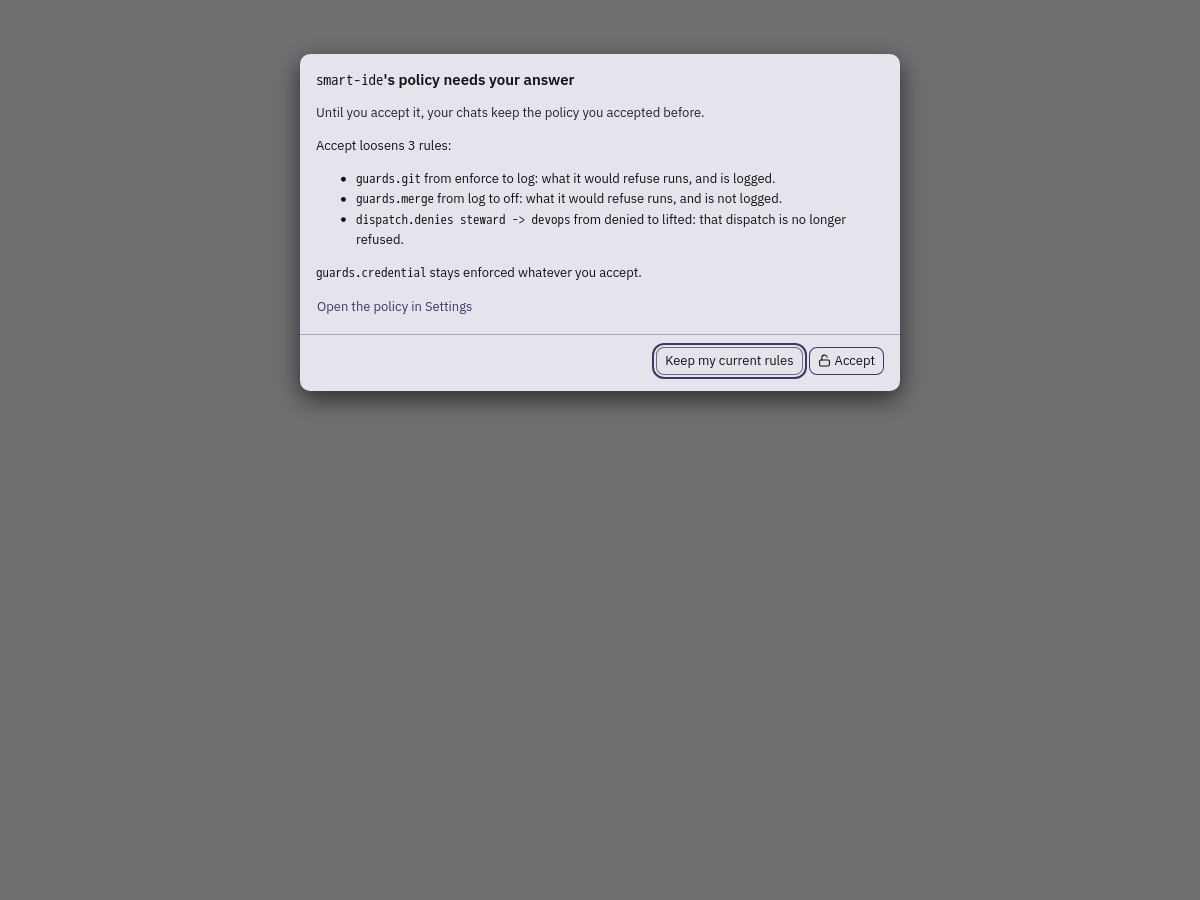 smart-ide's policy needs your answer
Until you accept it, your chats keep the policy you accepted before.
Accept loosens 3 rules:
• guards.git from enforce to log: what it would refuse runs, and is logged.
• guards.merge from log to off: what it would refuse runs, and is not logged.
• dispatch.denies steward -> devops from denied to lifted: that dispatch is no longer
refused.
guards.credential stays enforced whatever you accept.
Open the policy in Settings
Keep my current rules
Accept